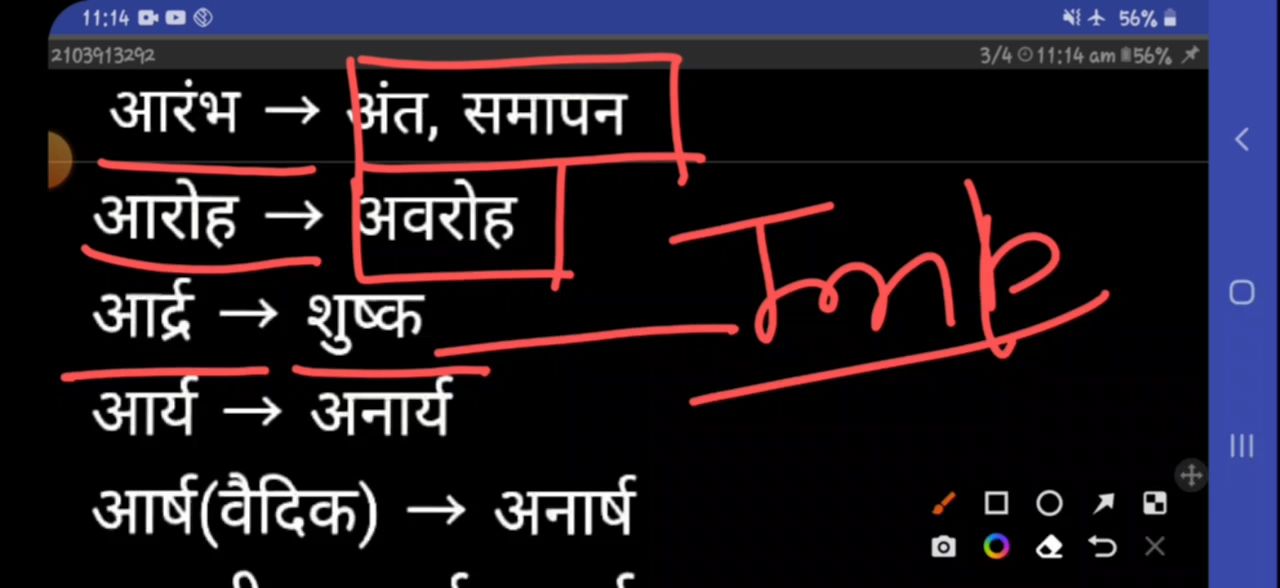 11:14 56%
2103913292 3/4 11:14 am 56%
आरंभ → अंत, समापन
आरोह → अवरोह
आर्द्र → शुष्क
Imp
आर्य → अनार्य
आर्ष(वैदिक) → अनार्ष